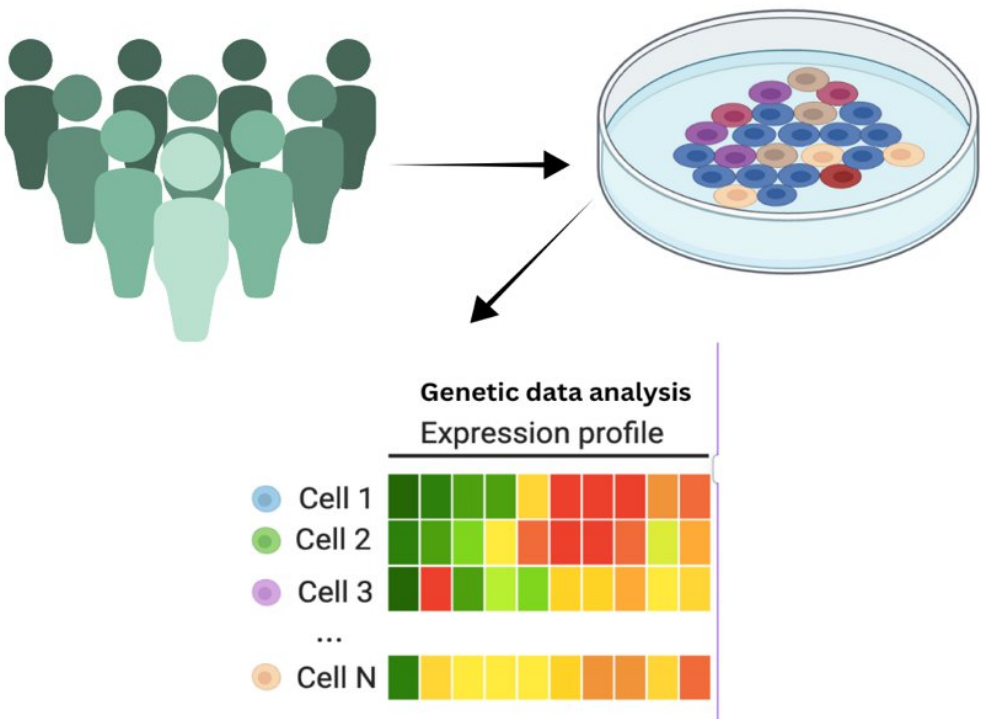 Genetic data analysis
Expression profile
Cell 1
Cell 2
Cell 3
...
Cell N